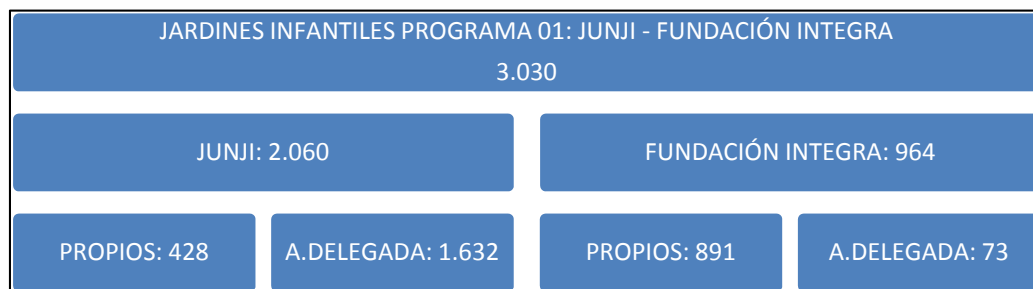 JARDINES INFANTILES PROGRAMA 01: JUNJI - FUNDACIÓN INTEGRA
3.030
JUNJI: 2.060
FUNDACIÓN INTEGRA: 964
PROPIOS: 428
A.DELEGADA: 1.632
PROPIOS: 891
A.DELEGADA: 73